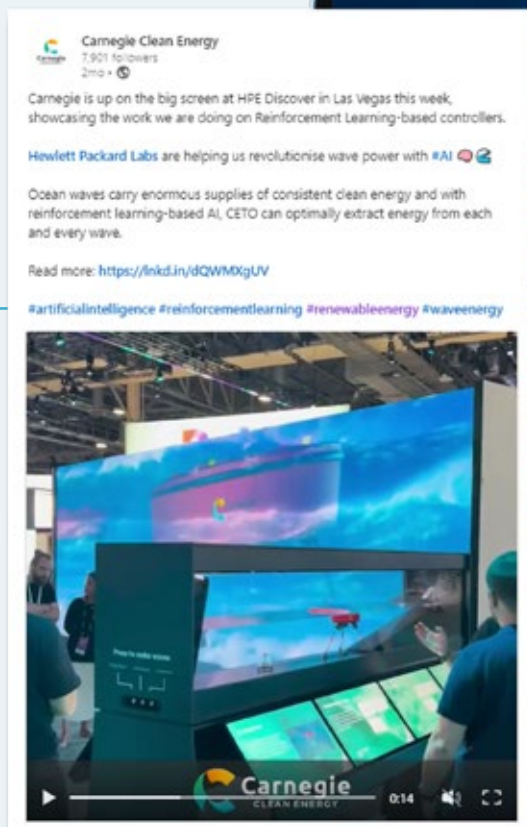 Carnegie Clean Energy
7,901 followers
2mo •
Carnegie is up on the big screen at HPE Discover in Las Vegas this week,
showcasing the work we are doing on Reinforcement Learning-based controllers.
Hewlett Packard Labs are helping us revolutionise wave power with #AI 🧠🌊
Ocean waves carry enormous supplies of consistent clean energy and with
reinforcement learning-based AI, CETO can optimally extract energy from each
and every wave.
Read more: https://lnkd.in/dQWMXgUV
#artificialintelligence #reinforcementlearning #renewableenergy #waveenergy
Press to make waves
Carnegie
CLEAN ENERGY
0:14